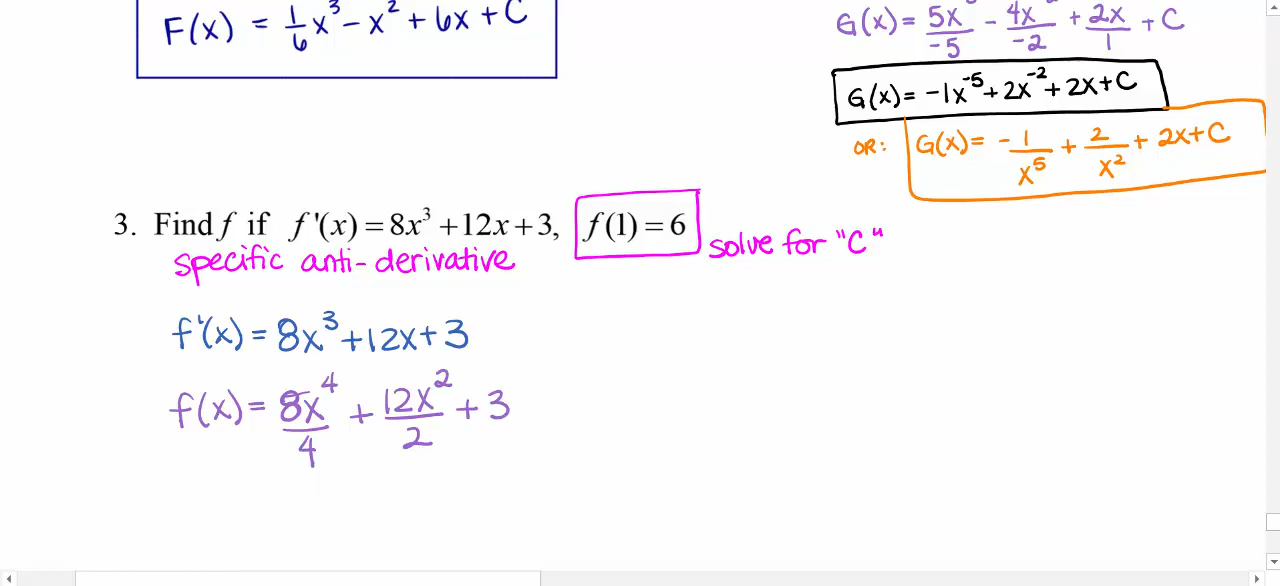 F(x) = 1/6 x³ − x² + 6x + C
G(x) = 5x/-5 − 4x/-2 + 2x/1 + C
G(x) = −1x⁻⁵ + 2x⁻² + 2x + C
OR: G(x) = − 1/x⁵ + 2/x² + 2x + C
3. Find f if f '(x) = 8x³ + 12x + 3, f(1) = 6 solve for "C"
specific anti-derivative
f'(x) = 8x³ + 12x + 3
f(x) = 8x⁴/4 + 12x²/2 + 3